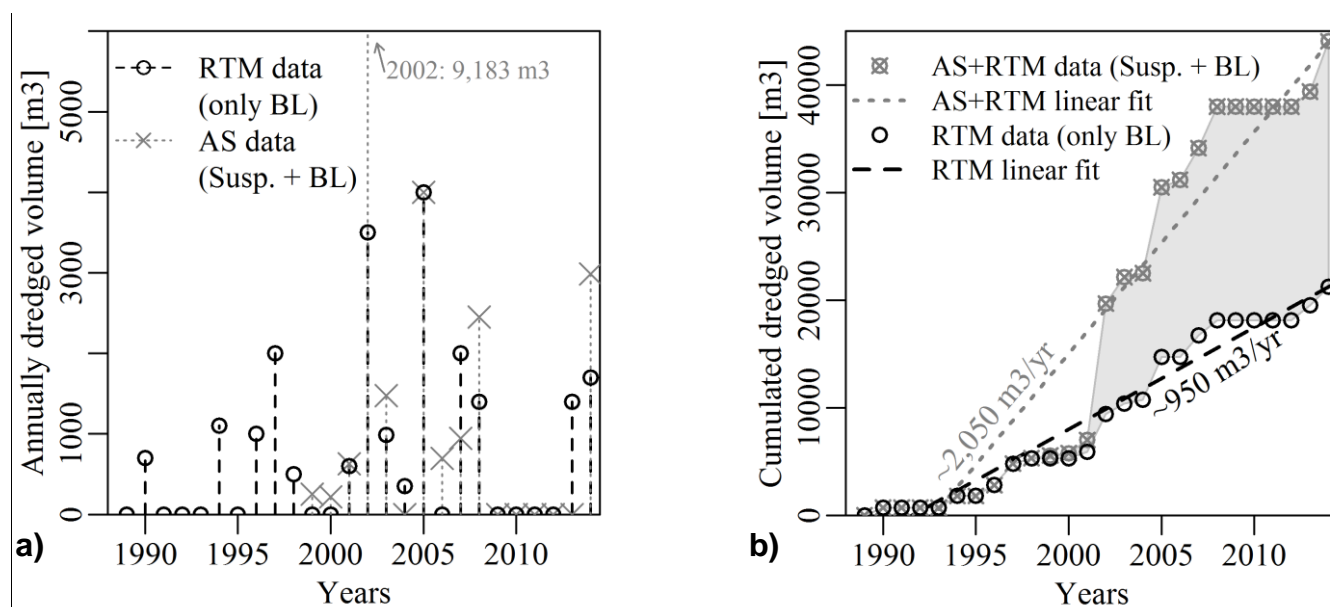 Annually dredged volume [m3]
0
1000
3000
5000
RTM data
(only BL)
AS data
(Susp. + BL)
2002: 9,183 m3
1990
1995
2000
2005
2010
Years
a)
Cumulated dredged volume [m3]
0
10000
20000
30000
40000
AS+RTM data (Susp. + BL)
AS+RTM linear fit
RTM data (only BL)
RTM linear fit
~2,050 m3/yr
~950 m3/yr
1990
1995
2000
2005
2010
Years
b)